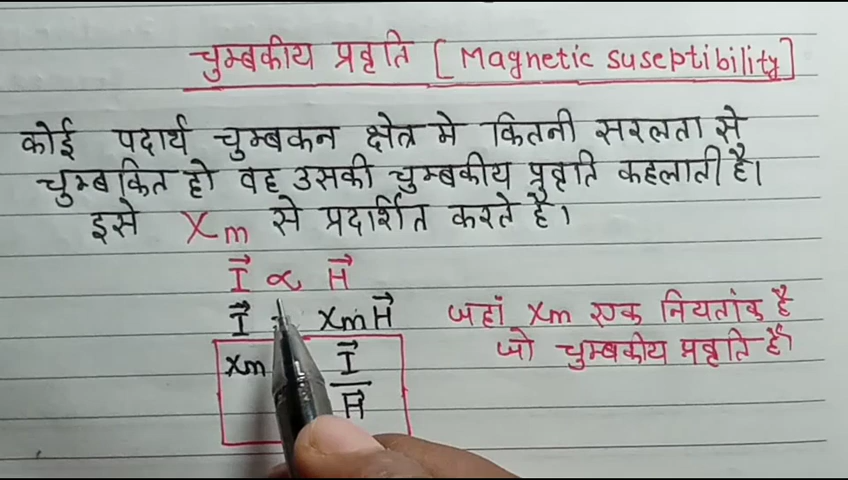 चुम्बकीय प्रवृति [Magnetic suseptibility]
कोई पदार्थ चुम्बकन क्षेत्र मे कितनी सरलता से
चुम्बकित हो वह उसकी चुम्बकीय प्रवृति कहलाती है।
इसे Xm से प्रदर्शित करते है।
I⃗ ∝ H⃗
I⃗ XmH⃗ जहाँ Xm एक नियतांक है
जो चुम्बकीय प्रवृति है
Xm I⃗
H⃗